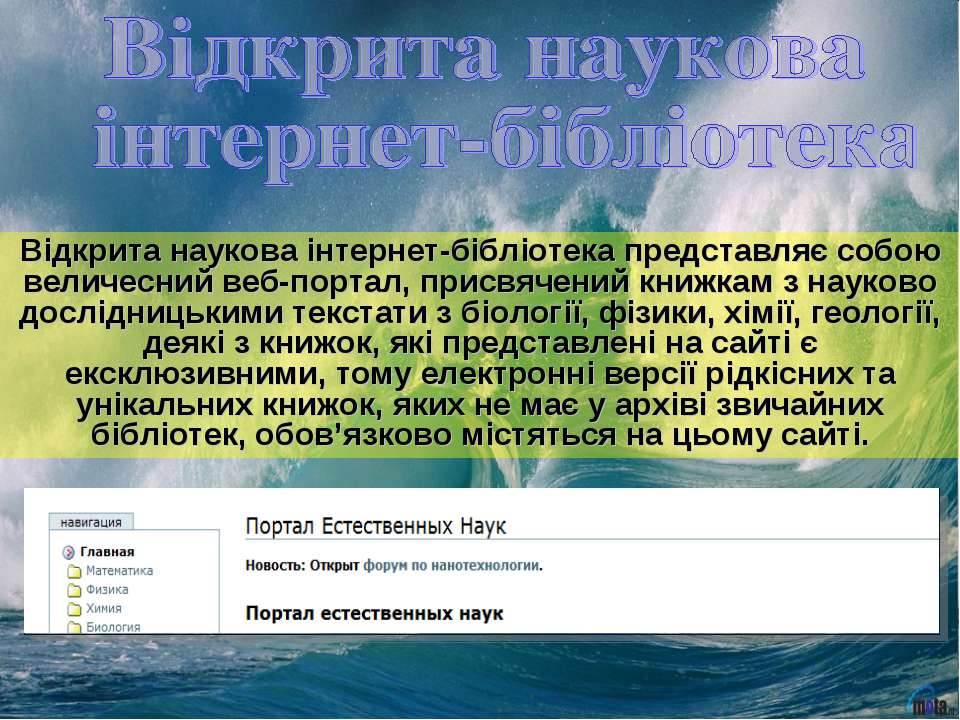 Відкрита наукова
інтернет-бібліотека
Відкрита наукова інтернет-бібліотека представляє собою
величесний веб-портал, присвячений книжкам з науково
дослідницькими текстати з біології, фізики, хімії, геології,
деякі з книжок, які представлені на сайті є
ексклюзивними, тому електронні версії рідкісних та
унікальних книжок, яких не має у архіві звичайних
бібліотек, обов’язково містяться на цьому сайті.
навигация
Главная
Математика
Физика
Химия
Биология
Портал Естественных Наук
Новость: Открыт форум по нанотехнологии.
Портал естественных наук